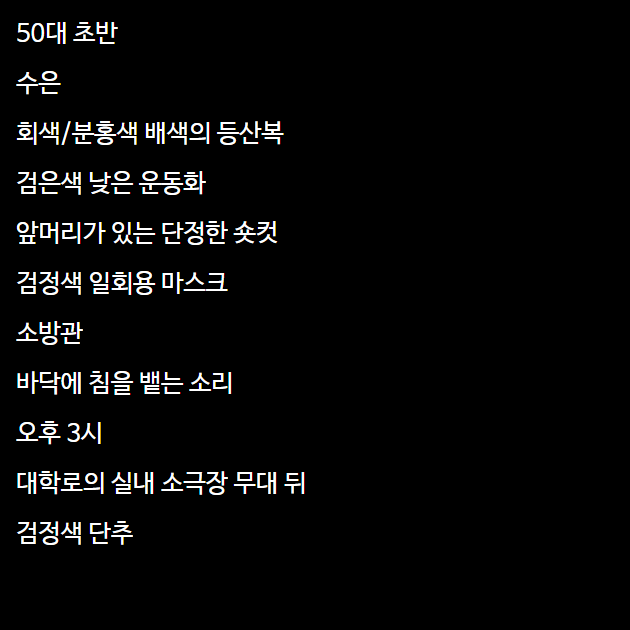 50대 초반
수은
회색/분홍색 배색의 등산복
검은색 낮은 운동화
앞머리가 있는 단정한 숏컷
검정색 일회용 마스크
소방관
바닥에 침을 뱉는 소리
오후 3시
대학로의 실내 소극장 무대 뒤
검정색 단추